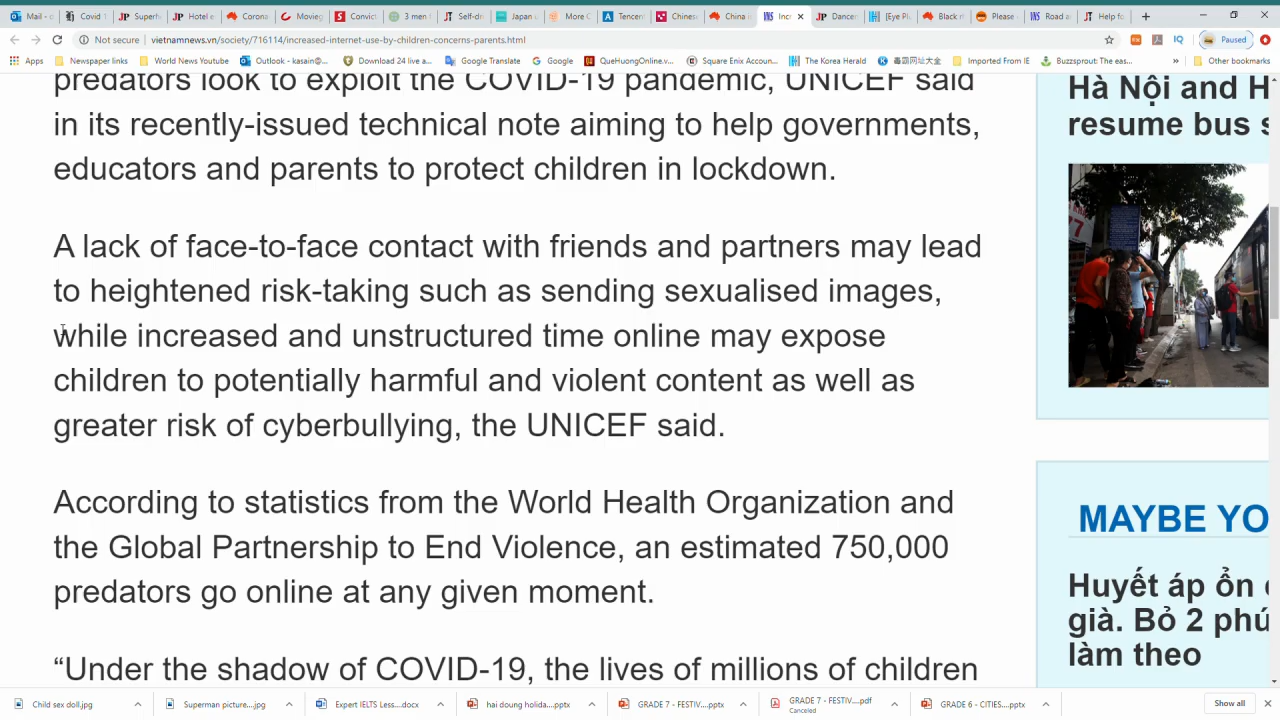 Mail - o
Covid T
Superh
Hotel e
Corona
Movieg
Convict
3 men f
Self-dr
Japan u
More C
Tencen
Chinese
China i
Incr
Dancer
[Eye Pl
Black m
Please
Road a
Help fo
Not secure | vietnamnews.vn/society/716114/increased-internet-use-by-children-concerns-parents.html
Paused
Apps
Newspaper links
World News Youtube
Outlook - kasain@...
Download 24 live a...
Google Translate
Google
QueHuongOnline.v...
Square Enix Accoun...
The Korea Herald
毒霸网址大全
Imported From IE
Buzzsprout: The eas...
Other bookmarks
predators look to exploit the COVID-19 pandemic, UNICEF said
in its recently-issued technical note aiming to help governments,
educators and parents to protect children in lockdown.
A lack of face-to-face contact with friends and partners may lead
to heightened risk-taking such as sending sexualised images,
while increased and unstructured time online may expose
children to potentially harmful and violent content as well as
greater risk of cyberbullying, the UNICEF said.
According to statistics from the World Health Organization and
the Global Partnership to End Violence, an estimated 750,000
predators go online at any given moment.
“Under the shadow of COVID-19, the lives of millions of children
Hà Nội and H
resume bus s
MAYBE YO
Huyết áp ổn
già. Bỏ 2 phú
làm theo
Child sex doll.jpg
Superman picture....jpg
Expert IELTS Less....docx
hai doung holida....pptx
GRADE 7 - FESTIV....pptx
GRADE 7 - FESTIV....pdf
Canceled
GRADE 6 - CITIES....pptx
Show all